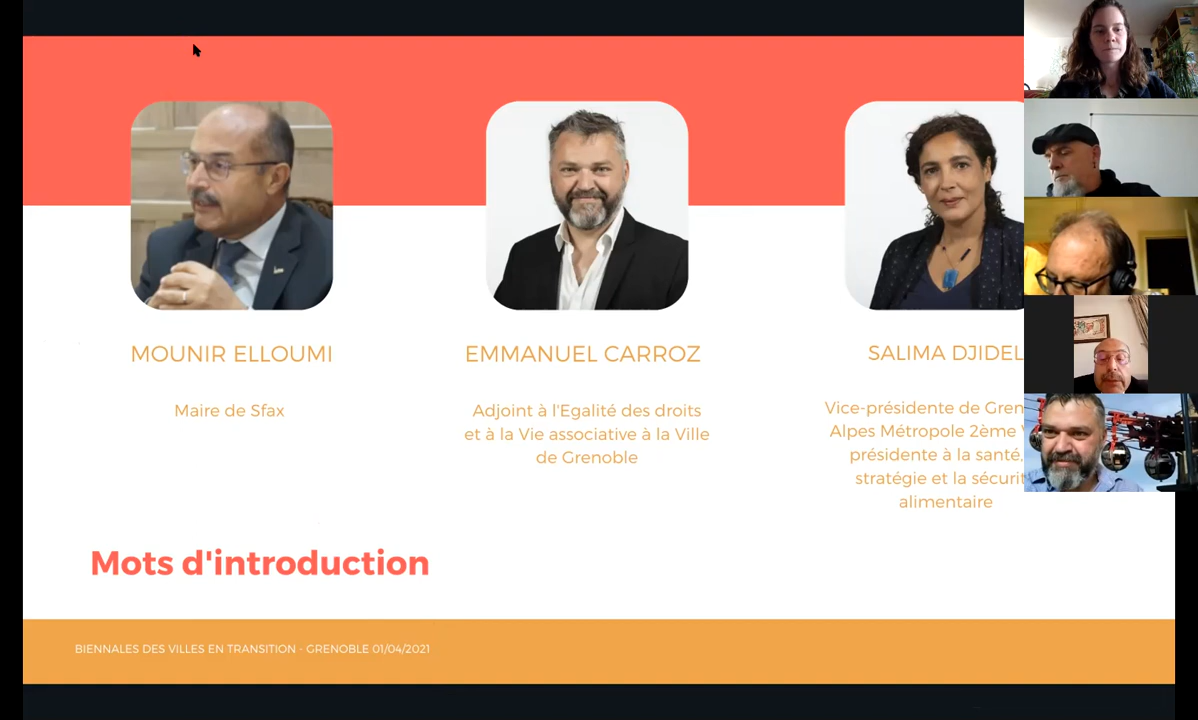 MOUNIR ELLOUMI
Maire de Sfax
EMMANUEL CARROZ
Adjoint à l'Egalité des droits
et à la Vie associative à la Ville
de Grenoble
SALIMA DJIDEL
Vice-présidente de
Alpes Métropole 2ème
présidente à la santé,
stratégie et la
alimentaire
Mots d'introduction
BIENNALES DES VILLES EN TRANSITION - GRENOBLE 01/04/2021